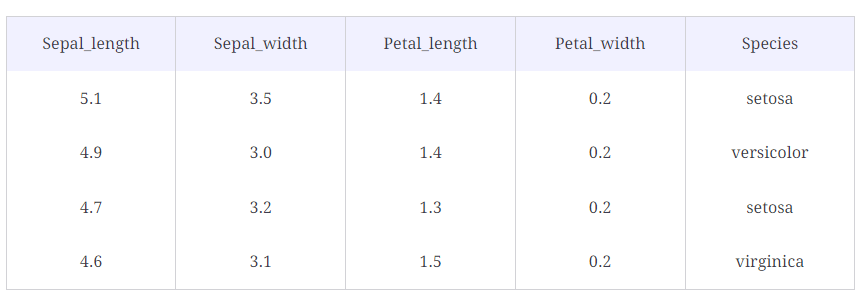 Sepal_length Sepal_width Petal_length Petal_width Species
5.1 3.5 1.4 0.2 setosa
4.9 3.0 1.4 0.2 versicolor
4.7 3.2 1.3 0.2 setosa
4.6 3.1 1.5 0.2 virginica